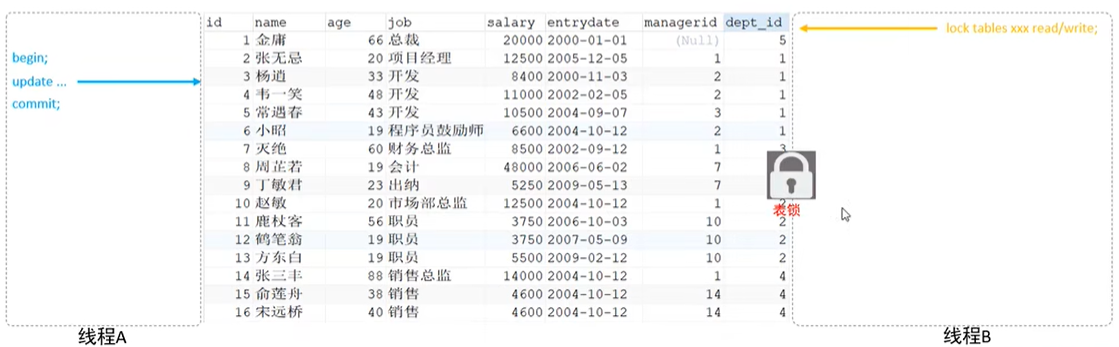 begin;
update ...
commit;
线程A
id name age job salary entrydate managerid dept_id
1 金庸 66 总裁 20000 2000-01-01 (Null) 5
2 张无忌 20 项目经理 12500 2005-12-05 1 1
3 杨逍 33 开发 8400 2000-11-03 2 1
4 韦一笑 48 开发 11000 2002-02-05 2 1
5 常遇春 43 开发 10500 2004-09-07 3 1
6 小昭 19 程序员鼓励师 6600 2004-10-12 2 1
7 灭绝 60 财务总监 8500 2002-09-12 1 3
8 周芷若 19 会计 48000 2006-06-02 7
9 丁敏君 23 出纳 5250 2009-05-13 7
10 赵敏 20 市场部总监 12500 2004-10-12 1 2
11 鹿杖客 56 职员 3750 2006-10-03 10 2
12 鹤笔翁 19 职员 3750 2007-05-09 10 2
13 方东白 19 职员 5500 2009-02-12 10 2
14 张三丰 88 销售总监 14000 2004-10-12 1 4
15 俞莲舟 38 销售 4600 2004-10-12 14 4
16 宋远桥 40 销售 4600 2004-10-12 14 4
表锁
lock tables xxx read/write;
线程B